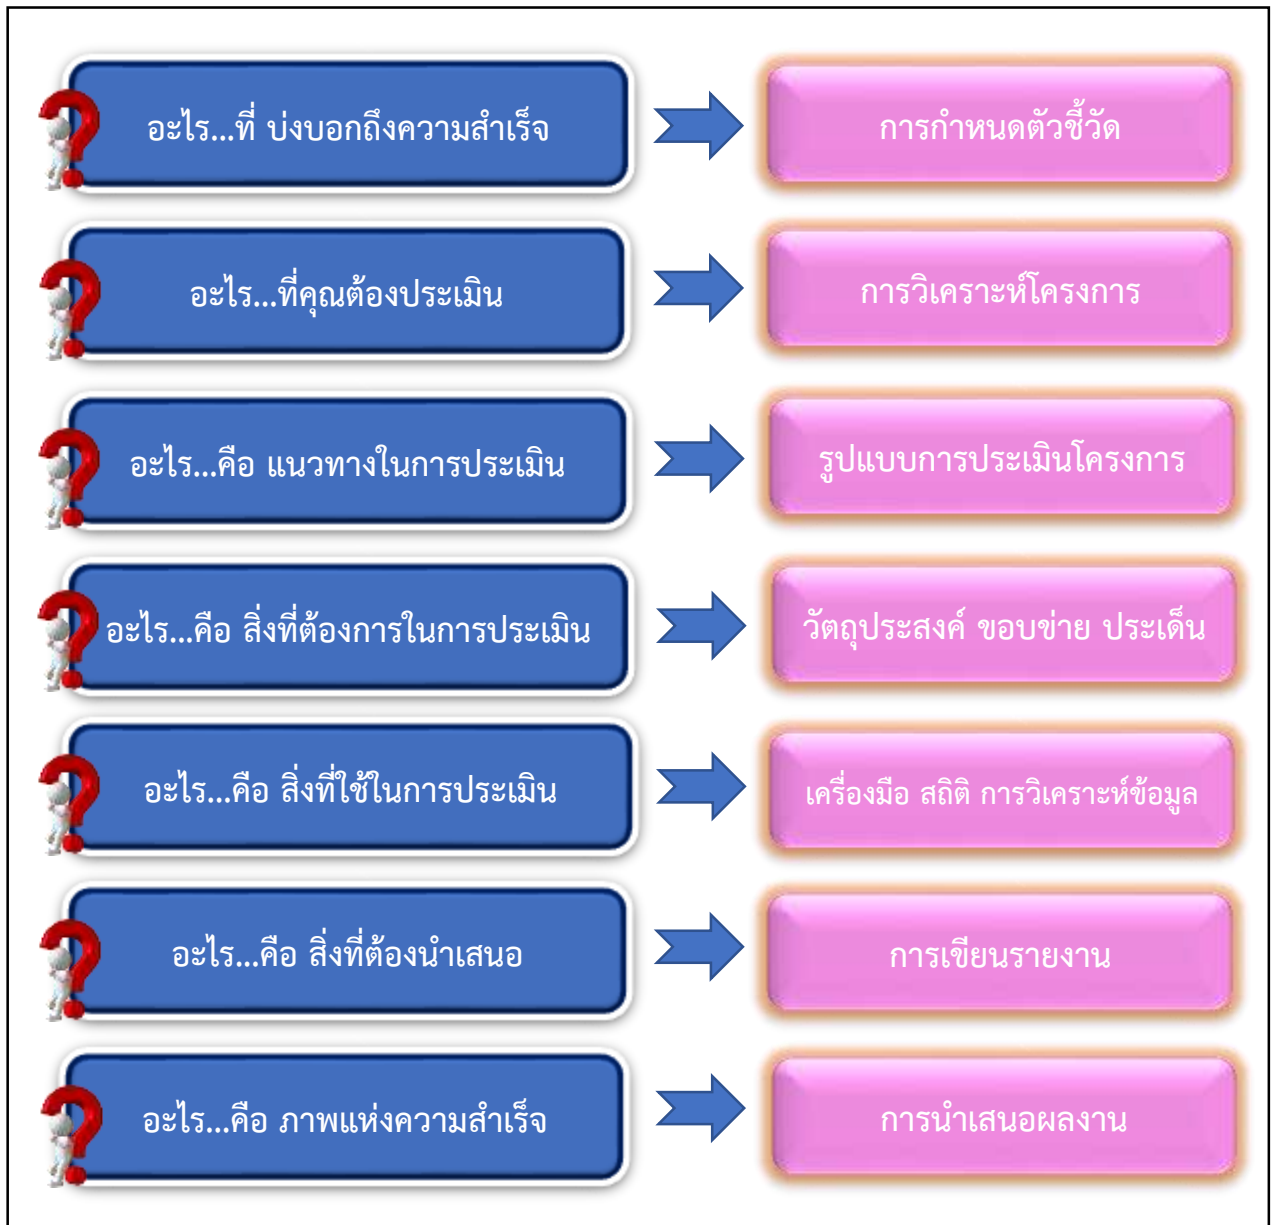 อะไร...ที่ บ่งบอกถึงความสำเร็จ
การกำหนดตัวชี้วัด
อะไร...ที่คุณต้องประเมิน
การวิเคราะห์โครงการ
อะไร...คือ แนวทางในการประเมิน
รูปแบบการประเมินโครงการ
อะไร...คือ สิ่งที่ต้องการในการประเมิน
วัตถุประสงค์ ขอบข่าย ประเด็น
อะไร...คือ สิ่งที่ใช้ในการประเมิน
เครื่องมือ สถิติ การวิเคราะห์ข้อมูล
อะไร...คือ สิ่งที่ต้องนำเสนอ
การเขียนรายงาน
อะไร...คือ ภาพแห่งความสำเร็จ
การนำเสนอผลงาน